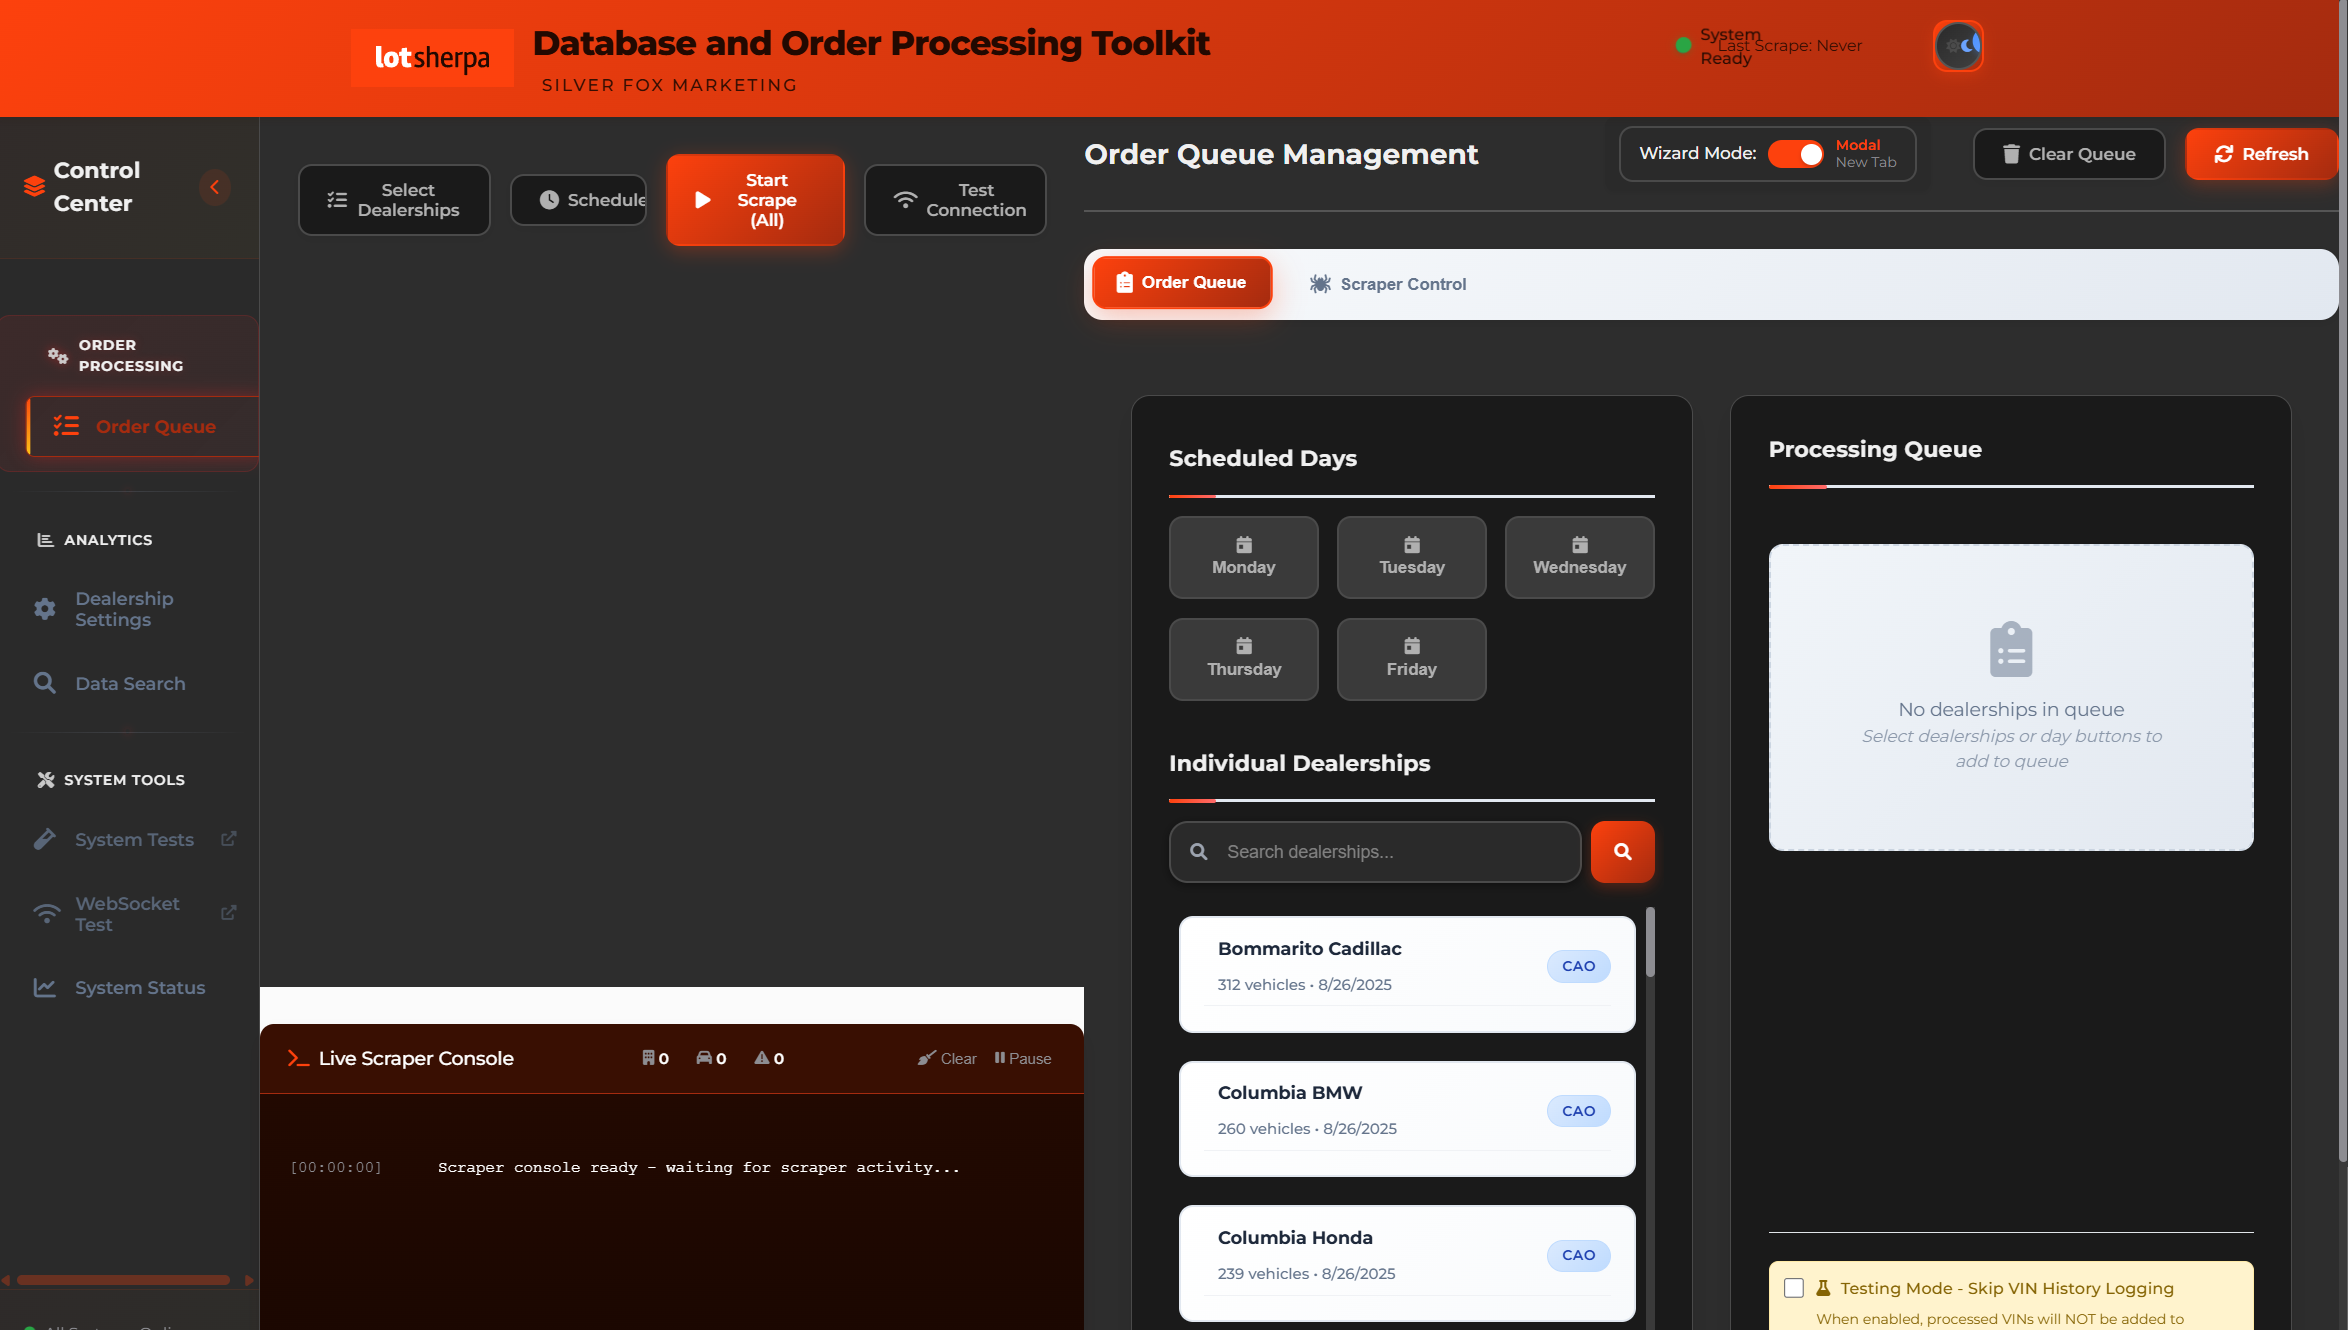 lotsherpa
Database and Order Processing Toolkit
SILVER FOX MARKETING
System
Ready
Last Scrape: Never
Control
Center
ORDER
PROCESSING
Order Queue
ANALYTICS
Dealership
Settings
Data Search
SYSTEM TOOLS
System Tests
WebSocket
Test
System Status
Select
Dealerships
Schedule
Start
Scrape
(All)
Test
Connection
Live Scraper Console
0
0
0
Clear
Pause
[00:00:00] Scraper console ready - waiting for scraper activity...
Order Queue Management
Wizard Mode:
Modal
New Tab
Clear Queue
Refresh
Order Queue
Scraper Control
Scheduled Days
Monday
Tuesday
Wednesday
Thursday
Friday
Individual Dealerships
Search dealerships...
Bommarito Cadillac
312 vehicles • 8/26/2025
CAO
Columbia BMW
260 vehicles • 8/26/2025
CAO
Columbia Honda
239 vehicles • 8/26/2025
CAO
Processing Queue
No dealerships in queue
Select dealerships or day buttons to
add to queue
Testing Mode - Skip VIN History Logging
When enabled, processed VINs will NOT be added to